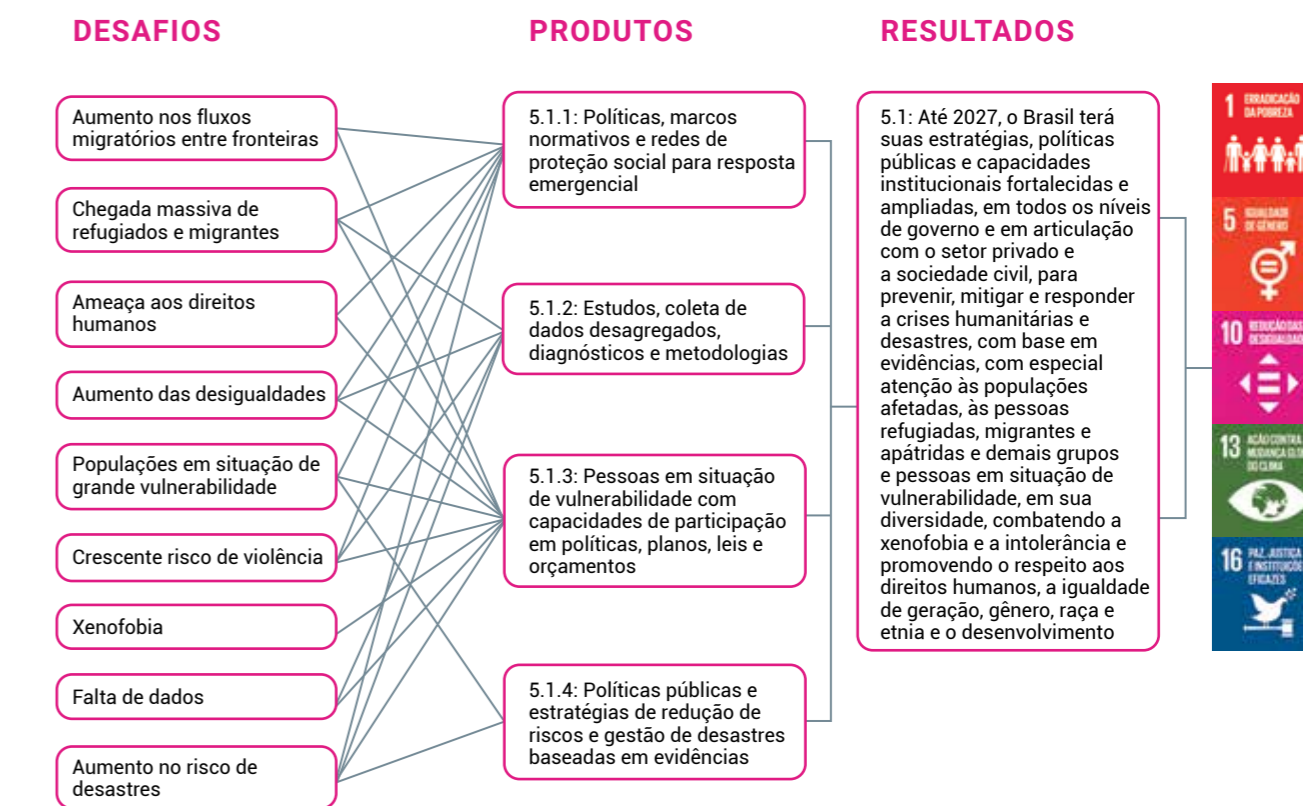 DESAFIOS
PRODUTOS
RESULTADOS
Aumento nos fluxos
migratórios entre fronteiras
Chegada massiva de
refugiados e migrantes
Ameaça aos direitos
humanos
Aumento das desigualdades
Populações em situação de
grande vulnerabilidade
Crescente risco de violência
Xenofobia
Falta de dados
Aumento no risco de
desastres
5.1.1: Políticas, marcos
normativos e redes de
proteção social para resposta
emergencial
5.1.2: Estudos, coleta de
dados desagregados,
diagnósticos e metodologias
5.1.3: Pessoas em situação
de vulnerabilidade com
capacidades de participação
em políticas, planos, leis e
orçamentos
5.1.4: Políticas públicas e
estratégias de redução de
riscos e gestão de desastres
baseadas em evidências
5.1: Até 2027, o Brasil terá
suas estratégias, políticas
públicas e capacidades
institucionais fortalecidas e
ampliadas, em todos os níveis
de governo e em articulação
com o setor privado e
a sociedade civil, para
prevenir, mitigar e responder
a crises humanitárias e
desastres, com base em
evidências, com especial
atenção às populações
afetadas, às pessoas
refugiadas, migrantes e
apátridas e demais grupos
e pessoas em situação de
vulnerabilidade, em sua
diversidade, combatendo a
xenofobia e a intolerância e
promovendo o respeito aos
direitos humanos, a igualdade
de geração, gênero, raça e
etnia e o desenvolvimento
1 ERRADICAÇÃO
DA POBREZA
5 IGUALDADE
DE GÊNERO
10 REDUÇÃO DAS
13 AÇÃO CONTRA
MUDANÇA
DO CLIMA
16 PAZ, JUSTIÇA
EFICAZES